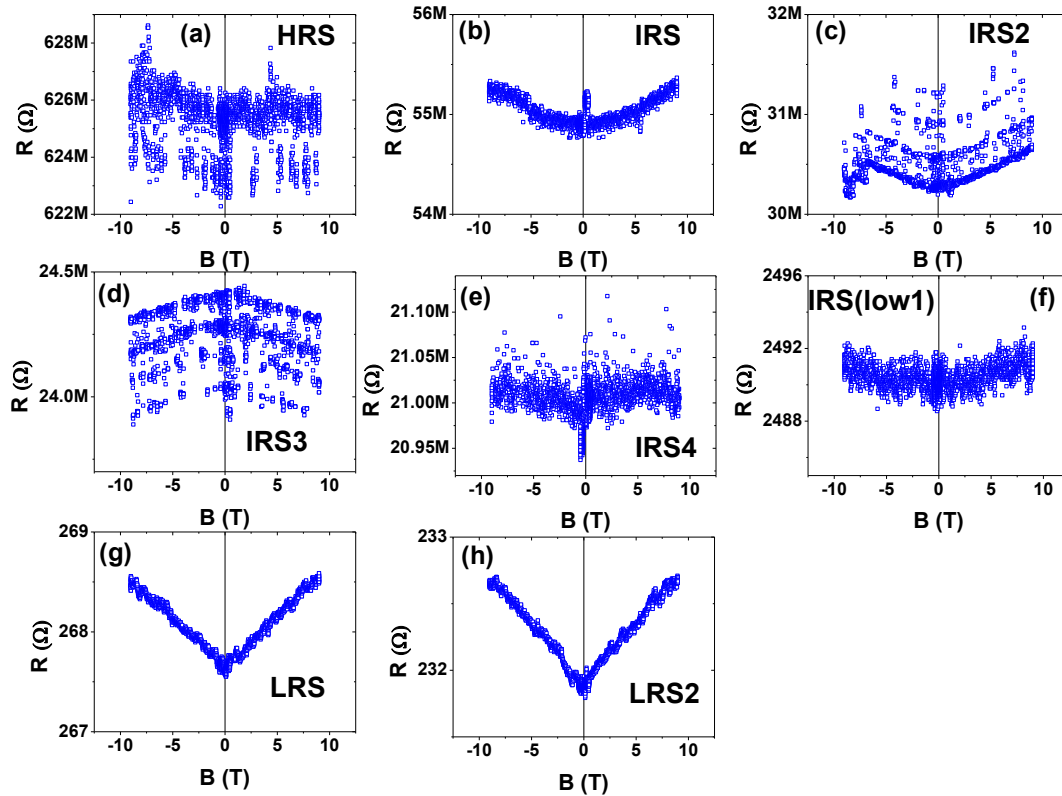 (a) HRS
628M
626M
624M
622M
R (Ω)
-10 -5 0 5 10
B (T)
(b) IRS
56M
55M
54M
R (Ω)
-10 -5 0 5 10
B (T)
(c) IRS2
32M
31M
30M
R (Ω)
-10 -5 0 5 10
B (T)
(d)
24.5M
24.0M
R (Ω)
IRS3
-10 -5 0 5 10
B (T)
(e)
21.10M
21.05M
21.00M
20.95M
R (Ω)
IRS4
-10 -5 0 5 10
B (T)
IRS(low1) (f)
2496
2492
2488
R (Ω)
-10 -5 0 5 10
B (T)
(g)
269
268
267
R (Ω)
LRS
-10 -5 0 5 10
B (T)
(h)
233
232
R (Ω)
LRS2
-10 -5 0 5 10
B (T)